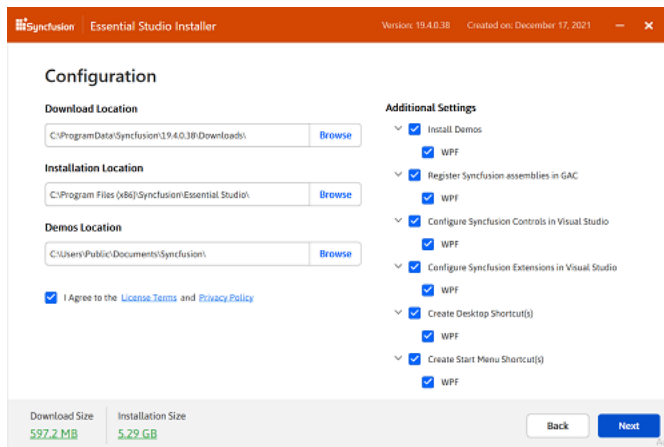 Syncfusion Essential Studio Installer Version: 19.4.0.38 Created on: December 17, 2021
Configuration
Download Location
C:\ProgramData\Syncfusion\19.4.0.38\Downloads\ Browse
Installation Location
C:\Program Files (x86)\Syncfusion\Essential Studio\ Browse
Demos Location
C:\Users\Public\Documents\Syncfusion\ Browse
I Agree to the License Terms and Privacy Policy
Additional Settings
Install Demos
WPF
Register Syncfusion assemblies in GAC
WPF
Configure Syncfusion Controls in Visual Studio
WPF
Configure Syncfusion Extensions in Visual Studio
WPF
Create Desktop Shortcut(s)
WPF
Create Start Menu Shortcut(s)
WPF
Download Size Installation Size
597.2 MB 5.29 GB
Back Next